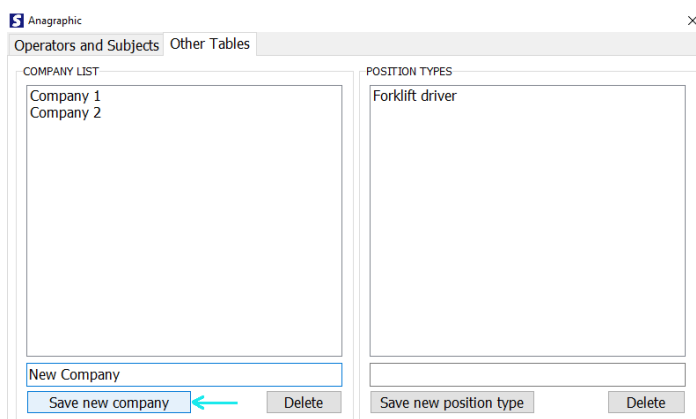 S Anagraphic
Operators and Subjects Other Tables
COMPANY LIST
Company 1
Company 2
New Company
Save new company Delete
POSITION TYPES
Forklift driver
Save new position type Delete